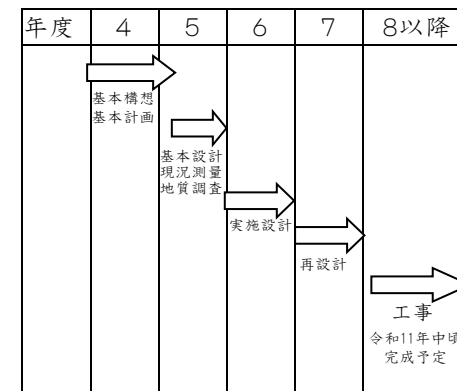 年度 4 5 6 7 8以降
基本構想
基本計画
基本設計
現況測量
地質調査
実施設計
再設計
工事
令和11年中頃
完成予定